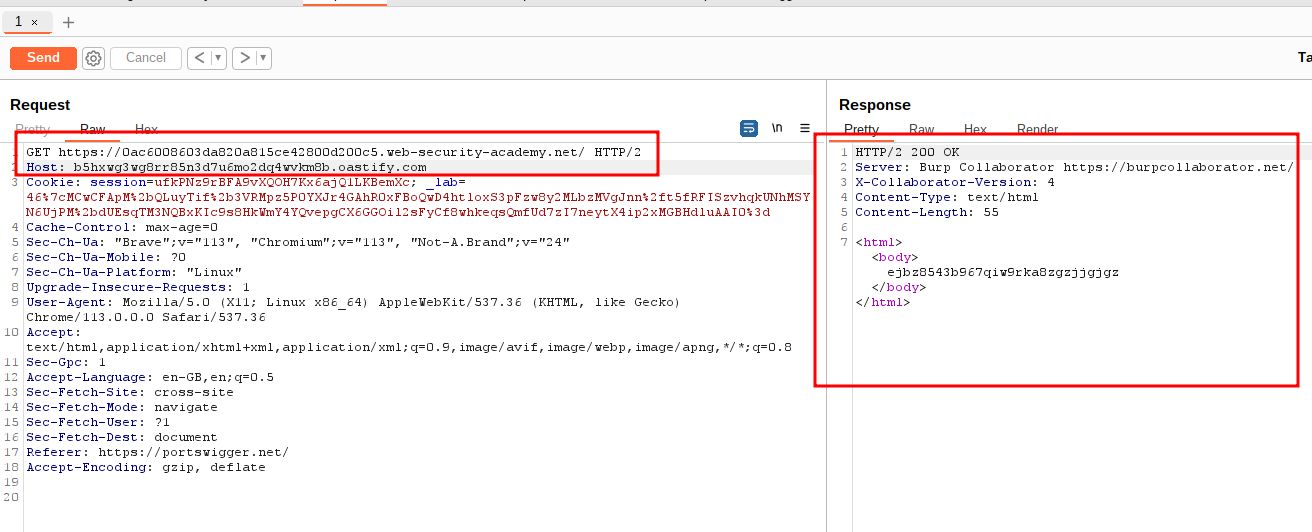 1 × +
Send Cancel < ▾ > ▾ Ta
Request
Pretty Raw Hex \n
1 GET https://0ac6008603da820a815ce42800d200c5.web-security-academy.net/ HTTP/2
Host: b5hxwg3wg8rr85n3d7u6mo2dq4wvkm8b.oastify.com
3 Cookie: session=ufkPNz9rBFA9vXQOH7Kx6ajQ1LKBemXc; _lab=
4 Cache-Control: max-age=0
5 Sec-Ch-Ua: "Brave";v="113", "Chromium";v="113", "Not-A.Brand";v="24"
6 Sec-Ch-Ua-Mobile: ?0
7 Sec-Ch-Ua-Platform: "Linux"
8 Upgrade-Insecure-Requests: 1
9 User-Agent: Mozilla/5.0 (X11; Linux x86_64) AppleWebKit/537.36 (KHTML, like Gecko)
Chrome/113.0.0.0 Safari/537.36
10 Accept:
text/html,application/xhtml+xml,application/xml;q=0.9,image/avif,image/webp,image/apng,*/*;q=0.8
11 Sec-Gpc: 1
12 Accept-Language: en-GB,en;q=0.5
13 Sec-Fetch-Site: cross-site
14 Sec-Fetch-Mode: navigate
15 Sec-Fetch-User: ?1
16 Sec-Fetch-Dest: document
17 Referer: https://portswigger.net/
18 Accept-Encoding: gzip, deflate
19
20
Response
Pretty Raw Hex Render
1 HTTP/2 200 OK
2 Server: Burp Collaborator https://burpcollaborator.net/
3 X-Collaborator-Version: 4
4 Content-Type: text/html
5 Content-Length: 55
6
7 <html>
<body>
ejbz8543b967qiw9rka8zgzjjgjgz
</body>
</html>